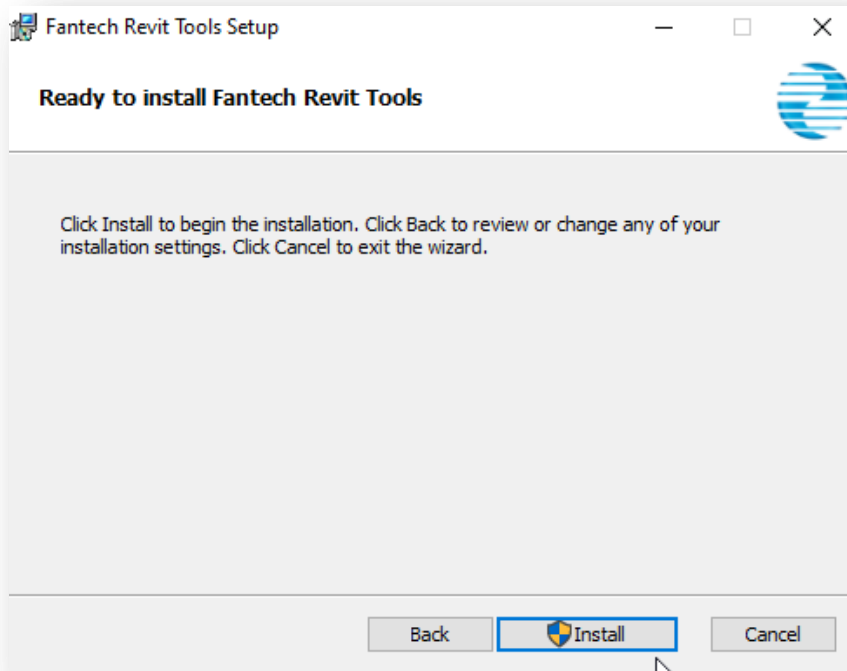 Fantech Revit Tools Setup
Ready to install Fantech Revit Tools
Click Install to begin the installation. Click Back to review or change any of your
installation settings. Click Cancel to exit the wizard.
Back Install Cancel